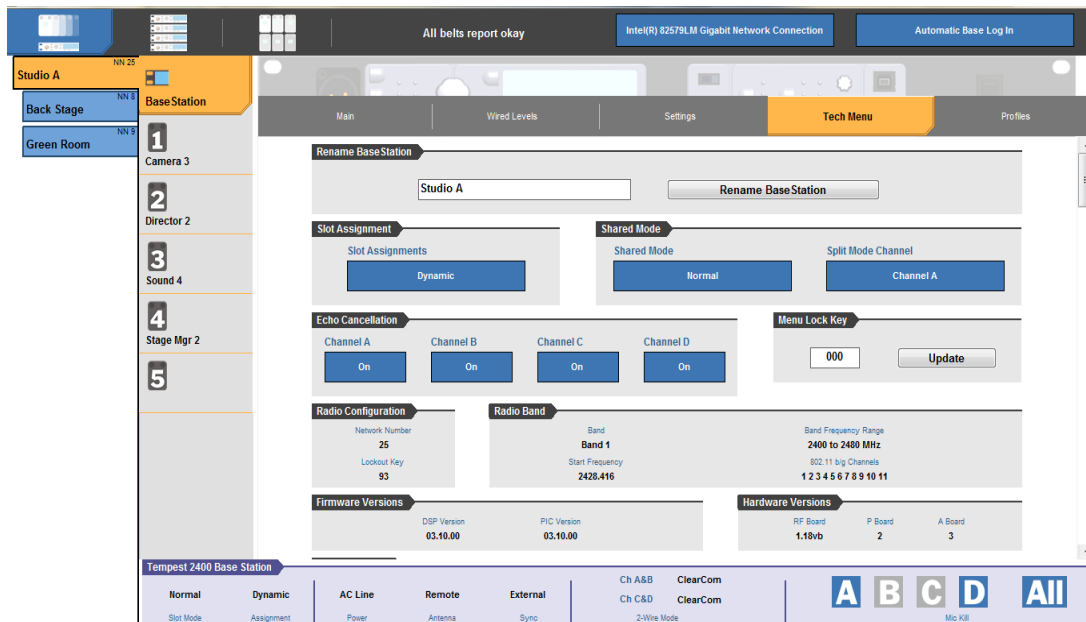 All belts report okay
Intel(R) 82579LM Gigabit Network Connection
Automatic Base Log In
NN 25
Studio A
NN 8
Back Stage
NN 9
Green Room
BaseStation
1
Camera 3
2
Director 2
3
Sound 4
4
Stage Mgr 2
5
Main Wired Levels Settings Tech Menu Profiles
Rename BaseStation
Studio A Rename BaseStation
Slot Assignment
Slot Assignments
Dynamic
Shared Mode
Shared Mode Split Mode Channel
Normal Channel A
Echo Cancellation
Channel A Channel B Channel C Channel D
On On On On
Menu Lock Key
000 Update
Radio Configuration
Network Number
25
Lockout Key
93
Radio Band
Band Band Frequency Range
Band 1 2400 to 2480 MHz
Start Frequency 802.11 b/g Channels
2428.416 1 2 3 4 5 6 7 8 9 10 11
Firmware Versions
DSP Version PIC Version
03.10.00 03.10.00
Hardware Versions
RF Board P Board A Board
1.18vb 2 3
Tempest 2400 Base Station
Normal Dynamic AC Line Remote External
Slot Mode Assignment Power Antenna Sync
Ch A&B ClearCom
Ch C&D ClearCom
2-Wire Mode
A B C D All
Mic Kill